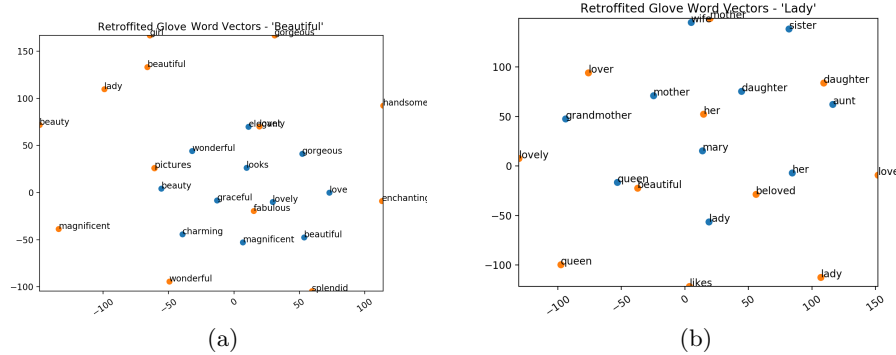 Retroffited Glove Word Vectors - 'Beautiful'
girl
gorgeous
150
beautiful
lady
100
handsome
beauty
lovely
wonderful
gorgeous
50
pictures
looks
beauty
love
0
graceful
lovely
enchanting
fabulous
magnificent
charming
magnificent
beautiful
-50
wonderful
splendid
-100
-100
-50
0
50
100
(a)
Retroffited Glove Word Vectors - 'Lady'
mother
wife
sister
lover
100
mother
daughter
daughter
aunt
grandmother
her
50
mary
lovely
0
her
love
queen
beautiful
beloved
lady
-50
queen
-100
lady
likes
-100
-50
0
50
100
150
(b)